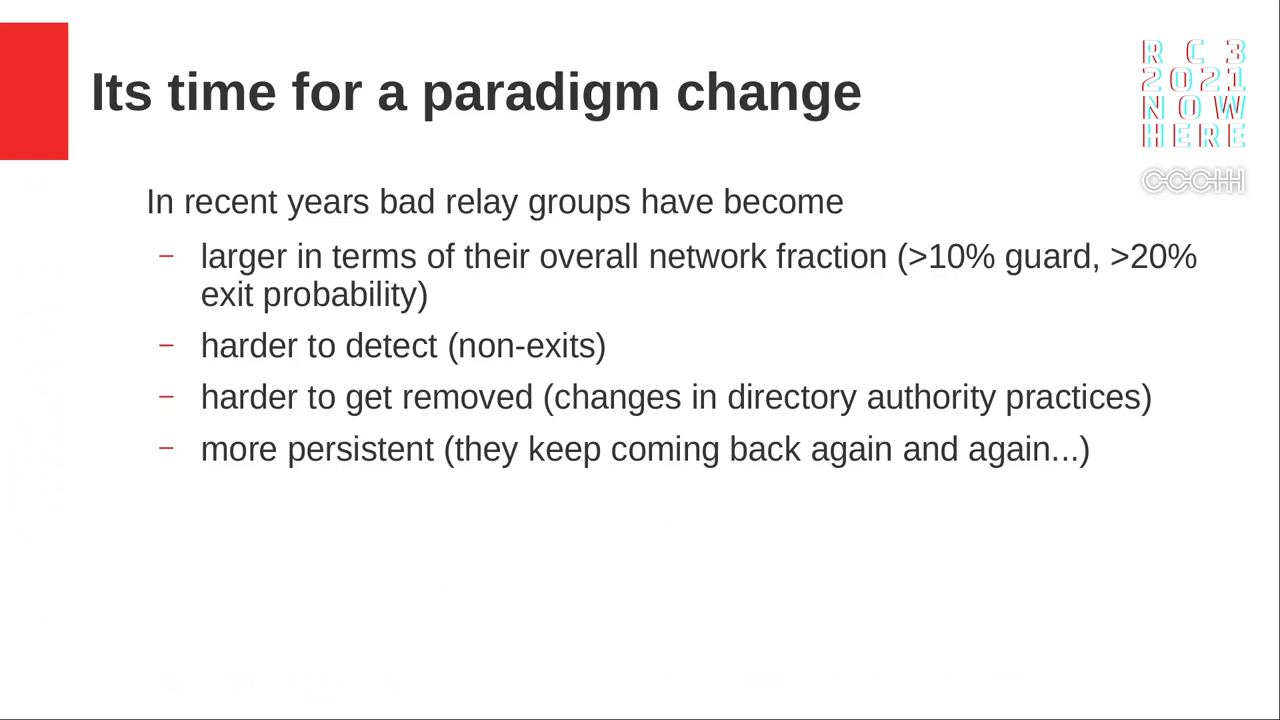 Its time for a paradigm change
R C 3
2021
NOW
HERE
CCCHH
In recent years bad relay groups have become
– larger in terms of their overall network fraction (>10% guard, >20%
exit probability)
– harder to detect (non-exits)
– harder to get removed (changes in directory authority practices)
– more persistent (they keep coming back again and again...)